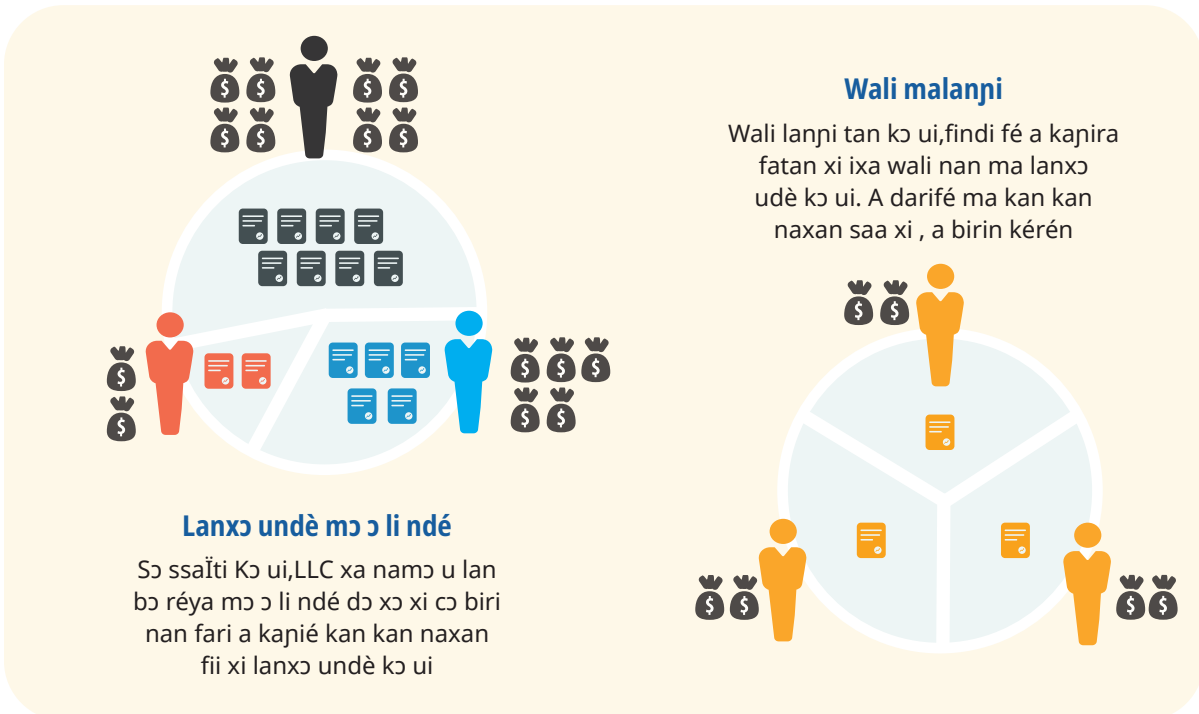 Wali malanɲi
Wali lanɲi tan kɔ ui,findi fé a kaɲira
fatan xi ixa wali nan ma lanxɔ
udè kɔ ui. A darifé ma kan kan
naxan saa xi , a birin kérén
Lanxɔ undè mɔ ɔ li ndé
Sɔ ssaÏti Kɔ ui,LLC xa namɔ u lan
bɔ réya mɔ ɔ li ndé dɔ xɔ xi cɔ biri
nan fari a kaɲié kan kan naxan
fii xi lanxɔ undè kɔ ui